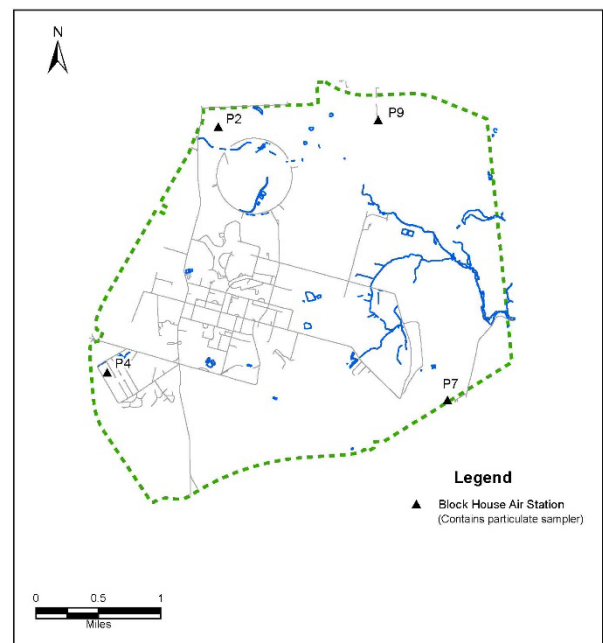 N
P2
P9
P4
P7
Legend
Block House Air Station
(Contains particulate sampler)
0 0.5 1
Miles